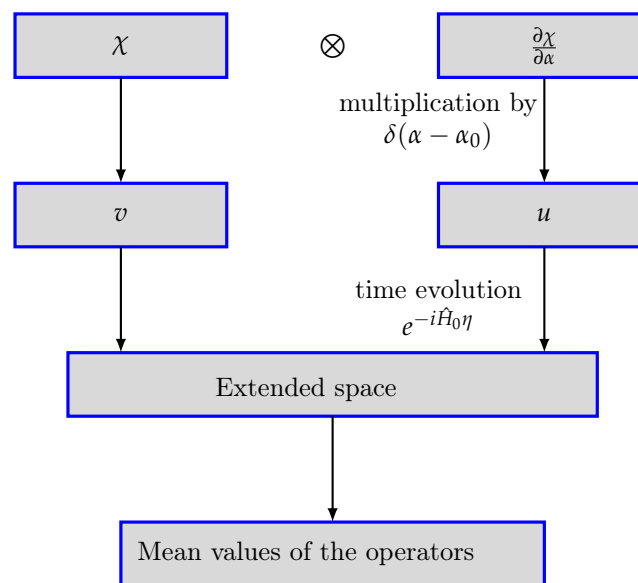 χ ⊗ ∂χ/∂α
multiplication by
δ(α − α₀)
v u
time evolution
e^{−iĤ₀η}
Extended space
Mean values of the operators